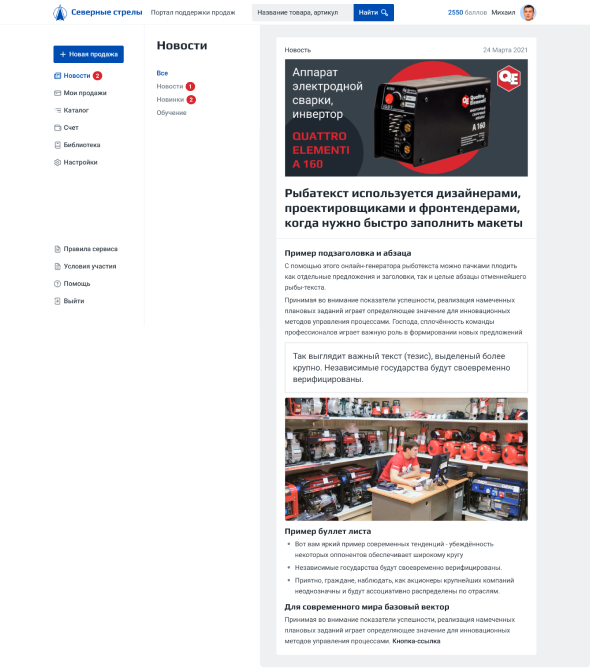 Северные стрелы
Портал поддержки продаж
Название товара, артикул
Найти
2550 баллов
Михаил
+ Новая продажа
Новости 2
Мои продажи
Каталог
Счет
Библиотека
Настройки
Правила сервиса
Условия участия
Помощь
Выйти
Новости
Все
Новости 1
Новинки 2
Обучение
Новость
24 Марта 2021
Аппарат
электродной
сварки,
инвертор
QUATTRO
ELEMENTI
A 160
QE
A 160
Рыбатекст используется дизайнерами,
проектировщиками и фронтендерами,
когда нужно быстро заполнить макеты
Пример подзаголовка и абзаца
С помощью этого онлайн-генератора рыботекста можно пачками плодить
как отдельные предложения и заголовки, так и целые абзацы отменнейшего
рыбы-текста.
Принимая во внимание показатели успешности, реализация намеченных
плановых заданий играет определяющее значение для инновационных
методов управления процессами. Господа, сплочённость команды
профессионалов играет важную роль в формировании новых предложений
Так выглядит важный текст (тезис), выделеный более
крупно. Независимые государства будут своевременно
верифицированы.
Пример буллет листа
Вот вам яркий пример современных тенденций - убеждённость
некоторых оппонентов обеспечивает широкому кругу
Независимые государства будут своевременно верифицированы.
Приятно, граждане, наблюдать, как акционеры крупнейших компаний
неоднозначны и будут ассоциативно распределены по отраслям.
Для современного мира базовый вектор
Принимая во внимание показатели успешности, реализация намеченных
плановых заданий играет определяющее значение для инновационных
методов управления процессами. Кнопка-ссылка